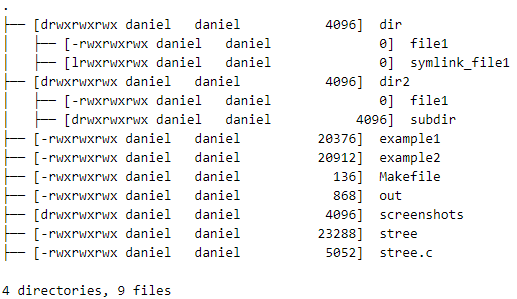 .
├── [drwxrwxrwx daniel   daniel           4096]  dir
│   ├── [-rwxrwxrwx daniel   daniel              0]  file1
│   ├── [lrwxrwxrwx daniel   daniel              0]  symlink_file1
├── [drwxrwxrwx daniel   daniel           4096]  dir2
│   ├── [-rwxrwxrwx daniel   daniel              0]  file1
│   ├── [drwxrwxrwx daniel   daniel           4096]  subdir
├── [-rwxrwxrwx daniel   daniel          20376]  example1
├── [-rwxrwxrwx daniel   daniel          20912]  example2
├── [-rwxrwxrwx daniel   daniel            136]  Makefile
├── [-rwxrwxrwx daniel   daniel            868]  out
├── [drwxrwxrwx daniel   daniel           4096]  screenshots
├── [-rwxrwxrwx daniel   daniel          23288]  stree
├── [-rwxrwxrwx daniel   daniel           5052]  stree.c
4 directories, 9 files